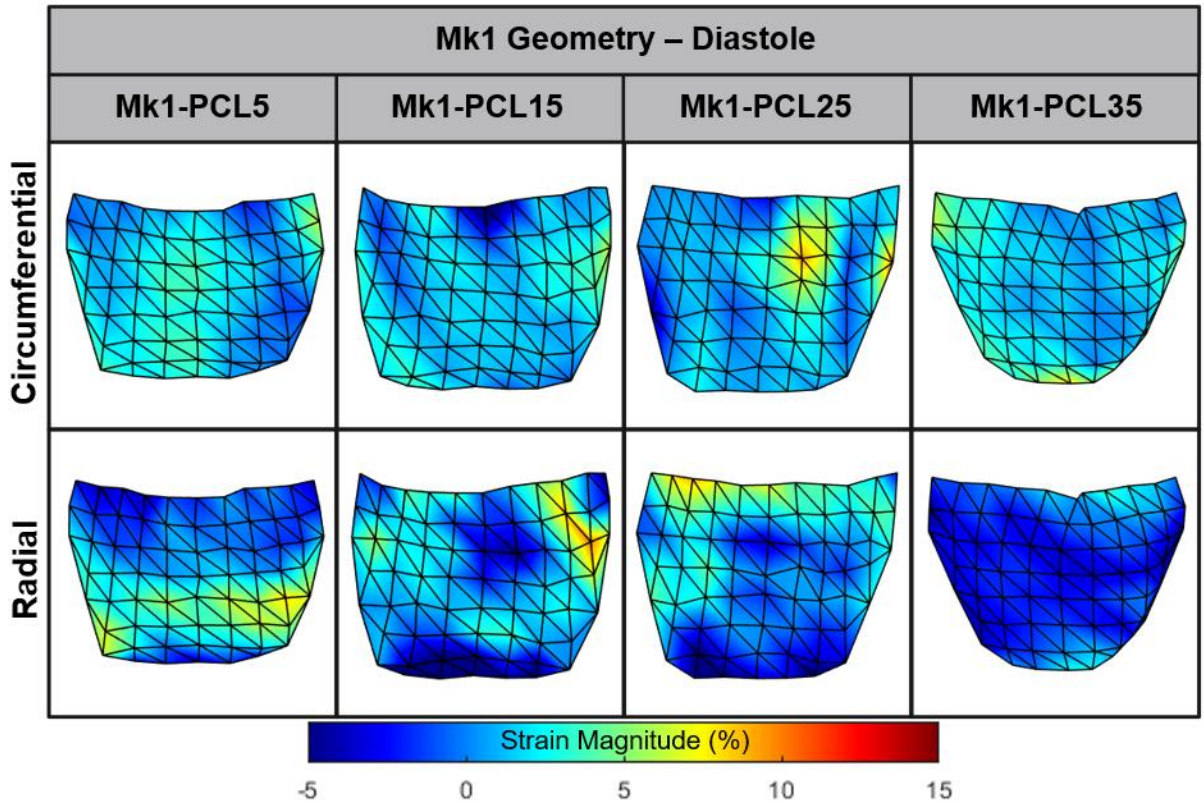 Mk1 Geometry – Diastole
Mk1-PCL5 Mk1-PCL15 Mk1-PCL25 Mk1-PCL35
Circumferential
Radial
Strain Magnitude (%)
-5 0 5 10 15